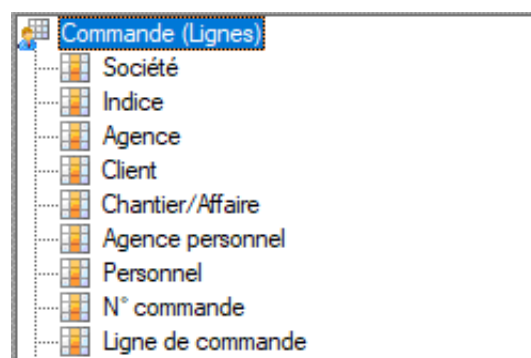 Commande (Lignes)
Société
Indice
Agence
Client
Chantier/Affaire
Agence personnel
Personnel
N° commande
Ligne de commande